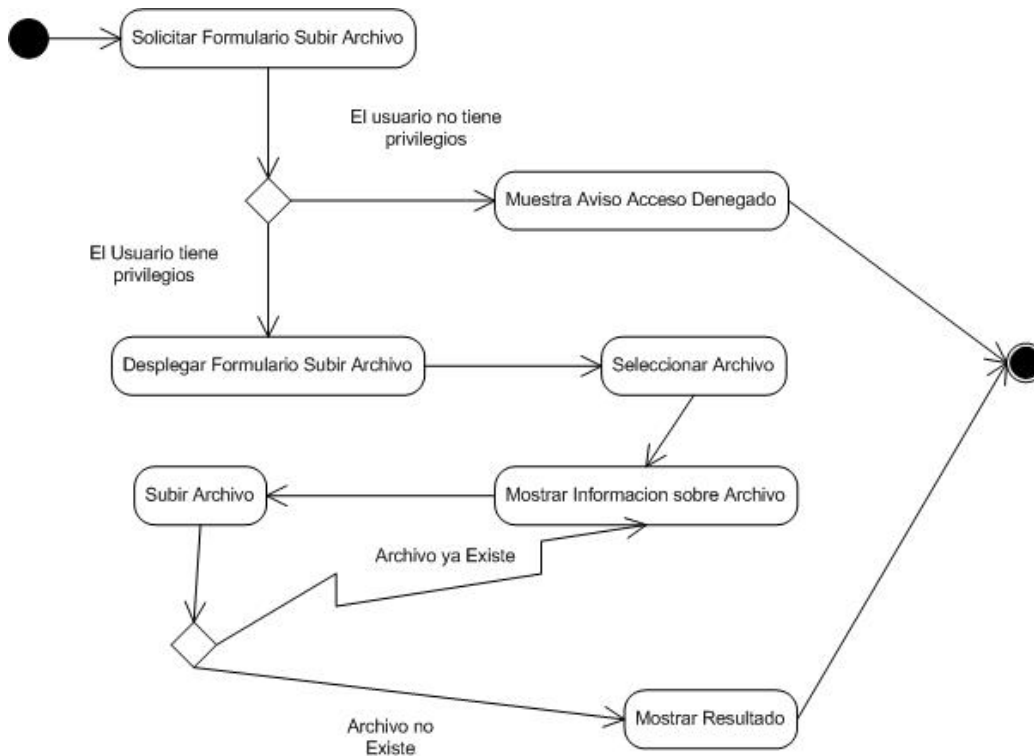 Solicitar Formulario Subir Archivo
El usuario no tiene
privilegios
Muestra Aviso Acceso Denegado
El Usuario tiene
privilegios
Desplegar Formulario Subir Archivo
Seleccionar Archivo
Subir Archivo
Mostrar Informacion sobre Archivo
Archivo ya Existe
Mostrar Resultado
Archivo no
Existe